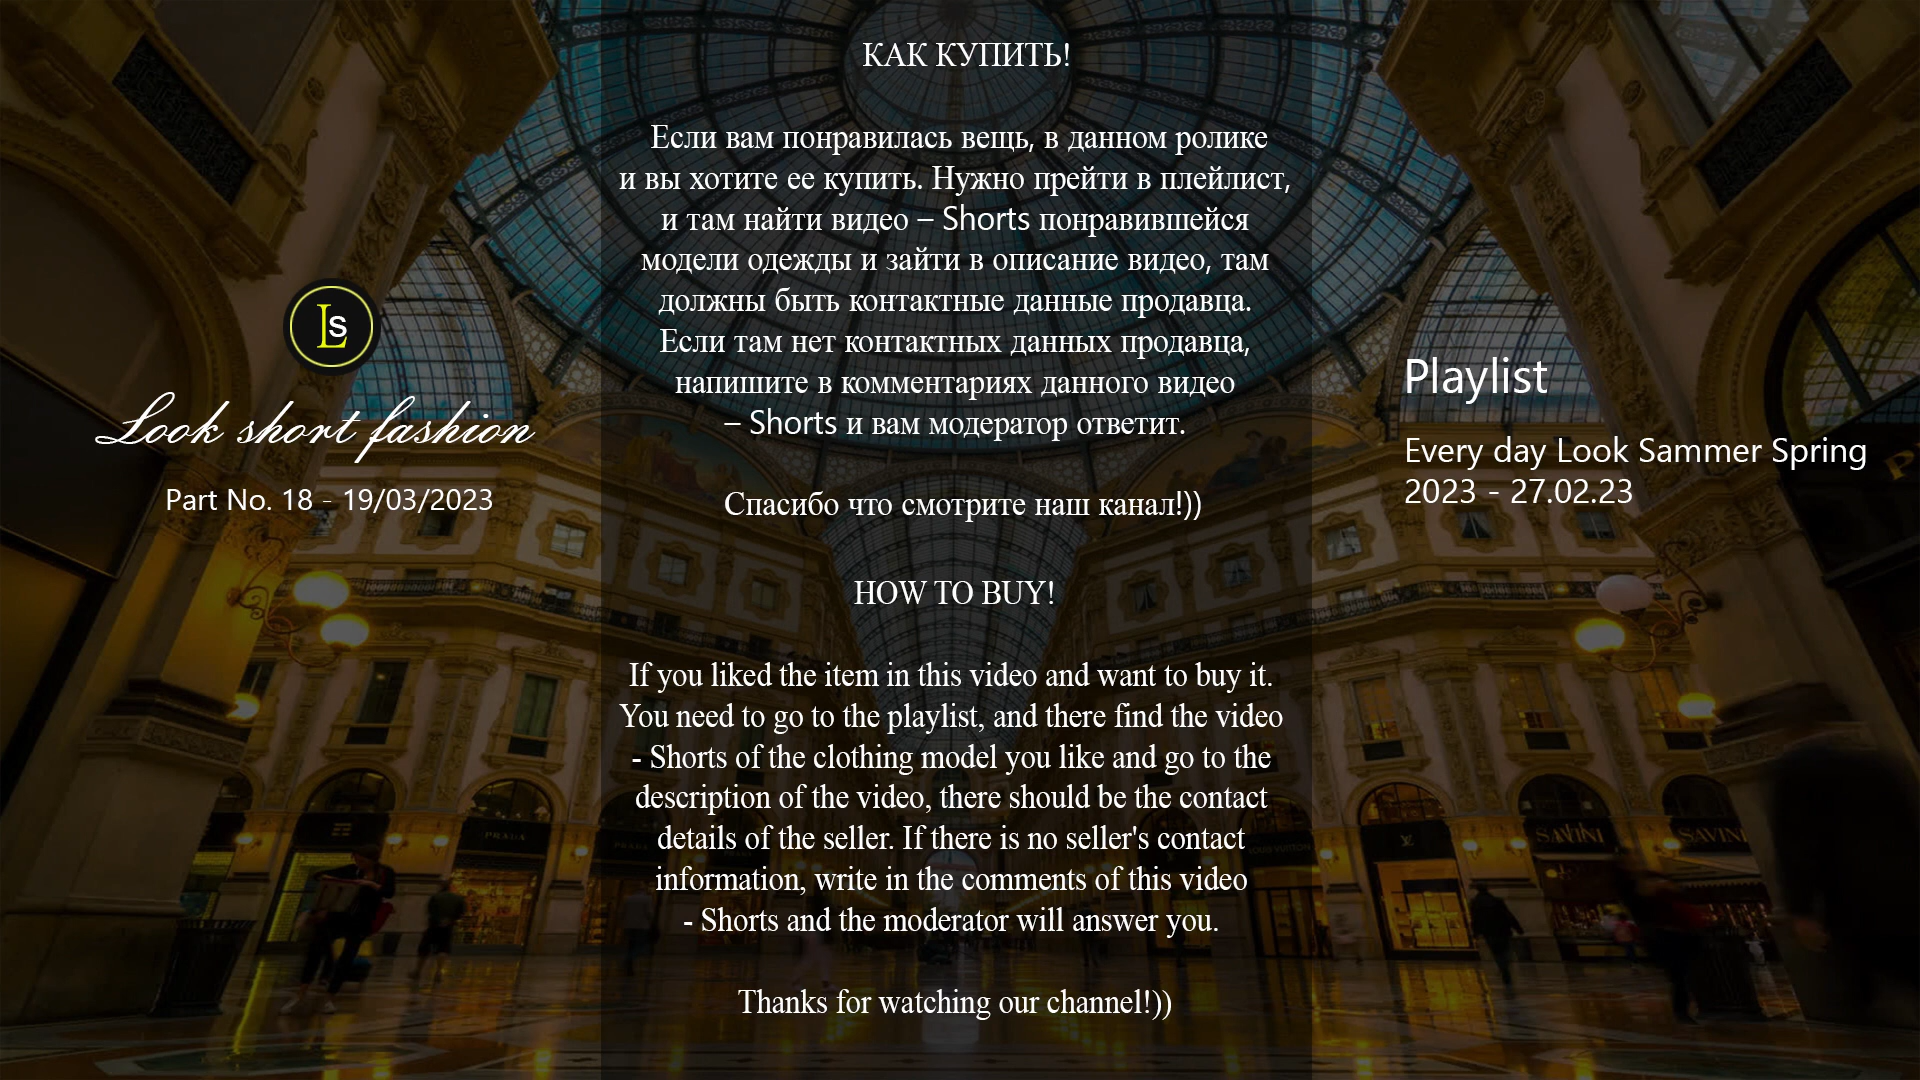 КАК КУПИТЬ!
Если вам понравилась вещь, в данном ролике
и вы хотите ее купить. Нужно прейти в плейлист,
и там найти видео – Shorts понравившейся
модели одежды и зайти в описание видео, там
должны быть контактные данные продавца.
Если там нет контактных данных продавца,
напишите в комментариях данного видео
– Shorts и вам модератор ответит.
Спасибо что смотрите наш канал!))
HOW TO BUY!
If you liked the item in this video and want to buy it.
You need to go to the playlist, and there find the video
- Shorts of the clothing model you like and go to the
description of the video, there should be the contact
details of the seller. If there is no seller's contact
information, write in the comments of this video
- Shorts and the moderator will answer you.
Thanks for watching our channel!))
Ls
Look short fashion
Part No. 18 - 19/03/2023
Playlist
Every day Look Sammer Spring
2023 - 27.02.23
PRADA
PRADA
LOUIS VUITTON
LV
SAVINI
SAVINI